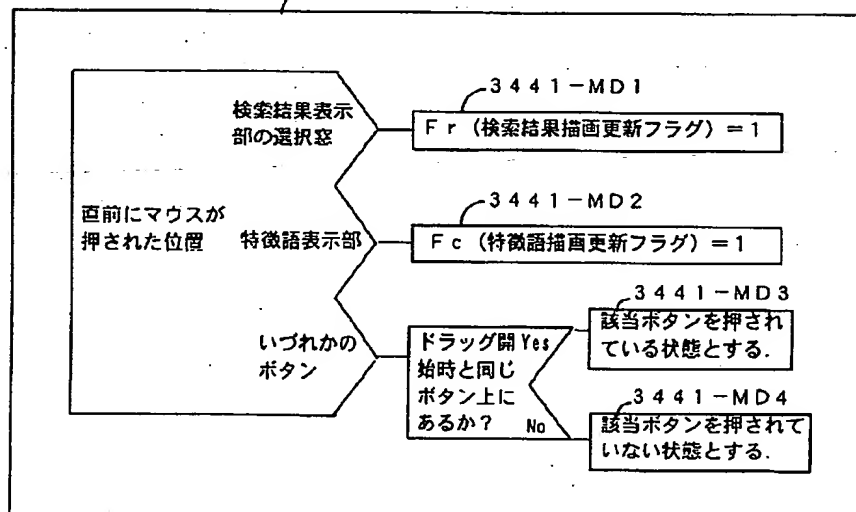 直前にマウスが
押された位置
検索結果表示
部の選択窓
3441-MD1
Fr(検索結果描画更新フラグ)=1
特徴語表示部
3441-MD2
Fc(特徴語描画更新フラグ)=1
いづれかの
ボタン
ドラッグ開
始時と同じ
ボタン上に
あるか?
Yes
3441-MD3
該当ボタンを押され
ている状態とする.
No
3441-MD4
該当ボタンを押されて
いない状態とする.